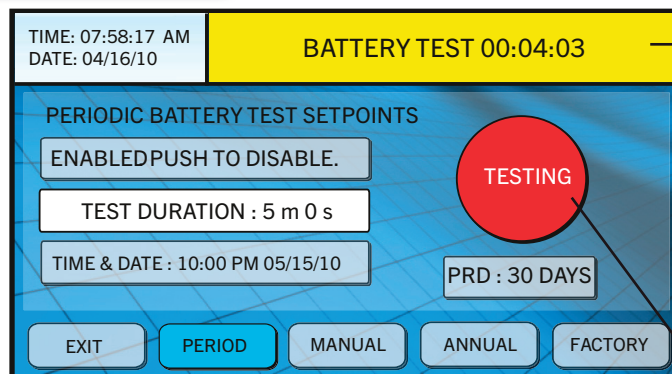 TIME: 07:58:17 AM
DATE: 04/16/10
BATTERY TEST 00:04:03
PERIODIC BATTERY TEST SETPOINTS
ENABLED PUSH TO DISABLE.
TESTING
TEST DURATION : 5 m 0 s
TIME & DATE : 10:00 PM 05/15/10
PRD : 30 DAYS
EXIT
PERIOD
MANUAL
ANNUAL
FACTORY